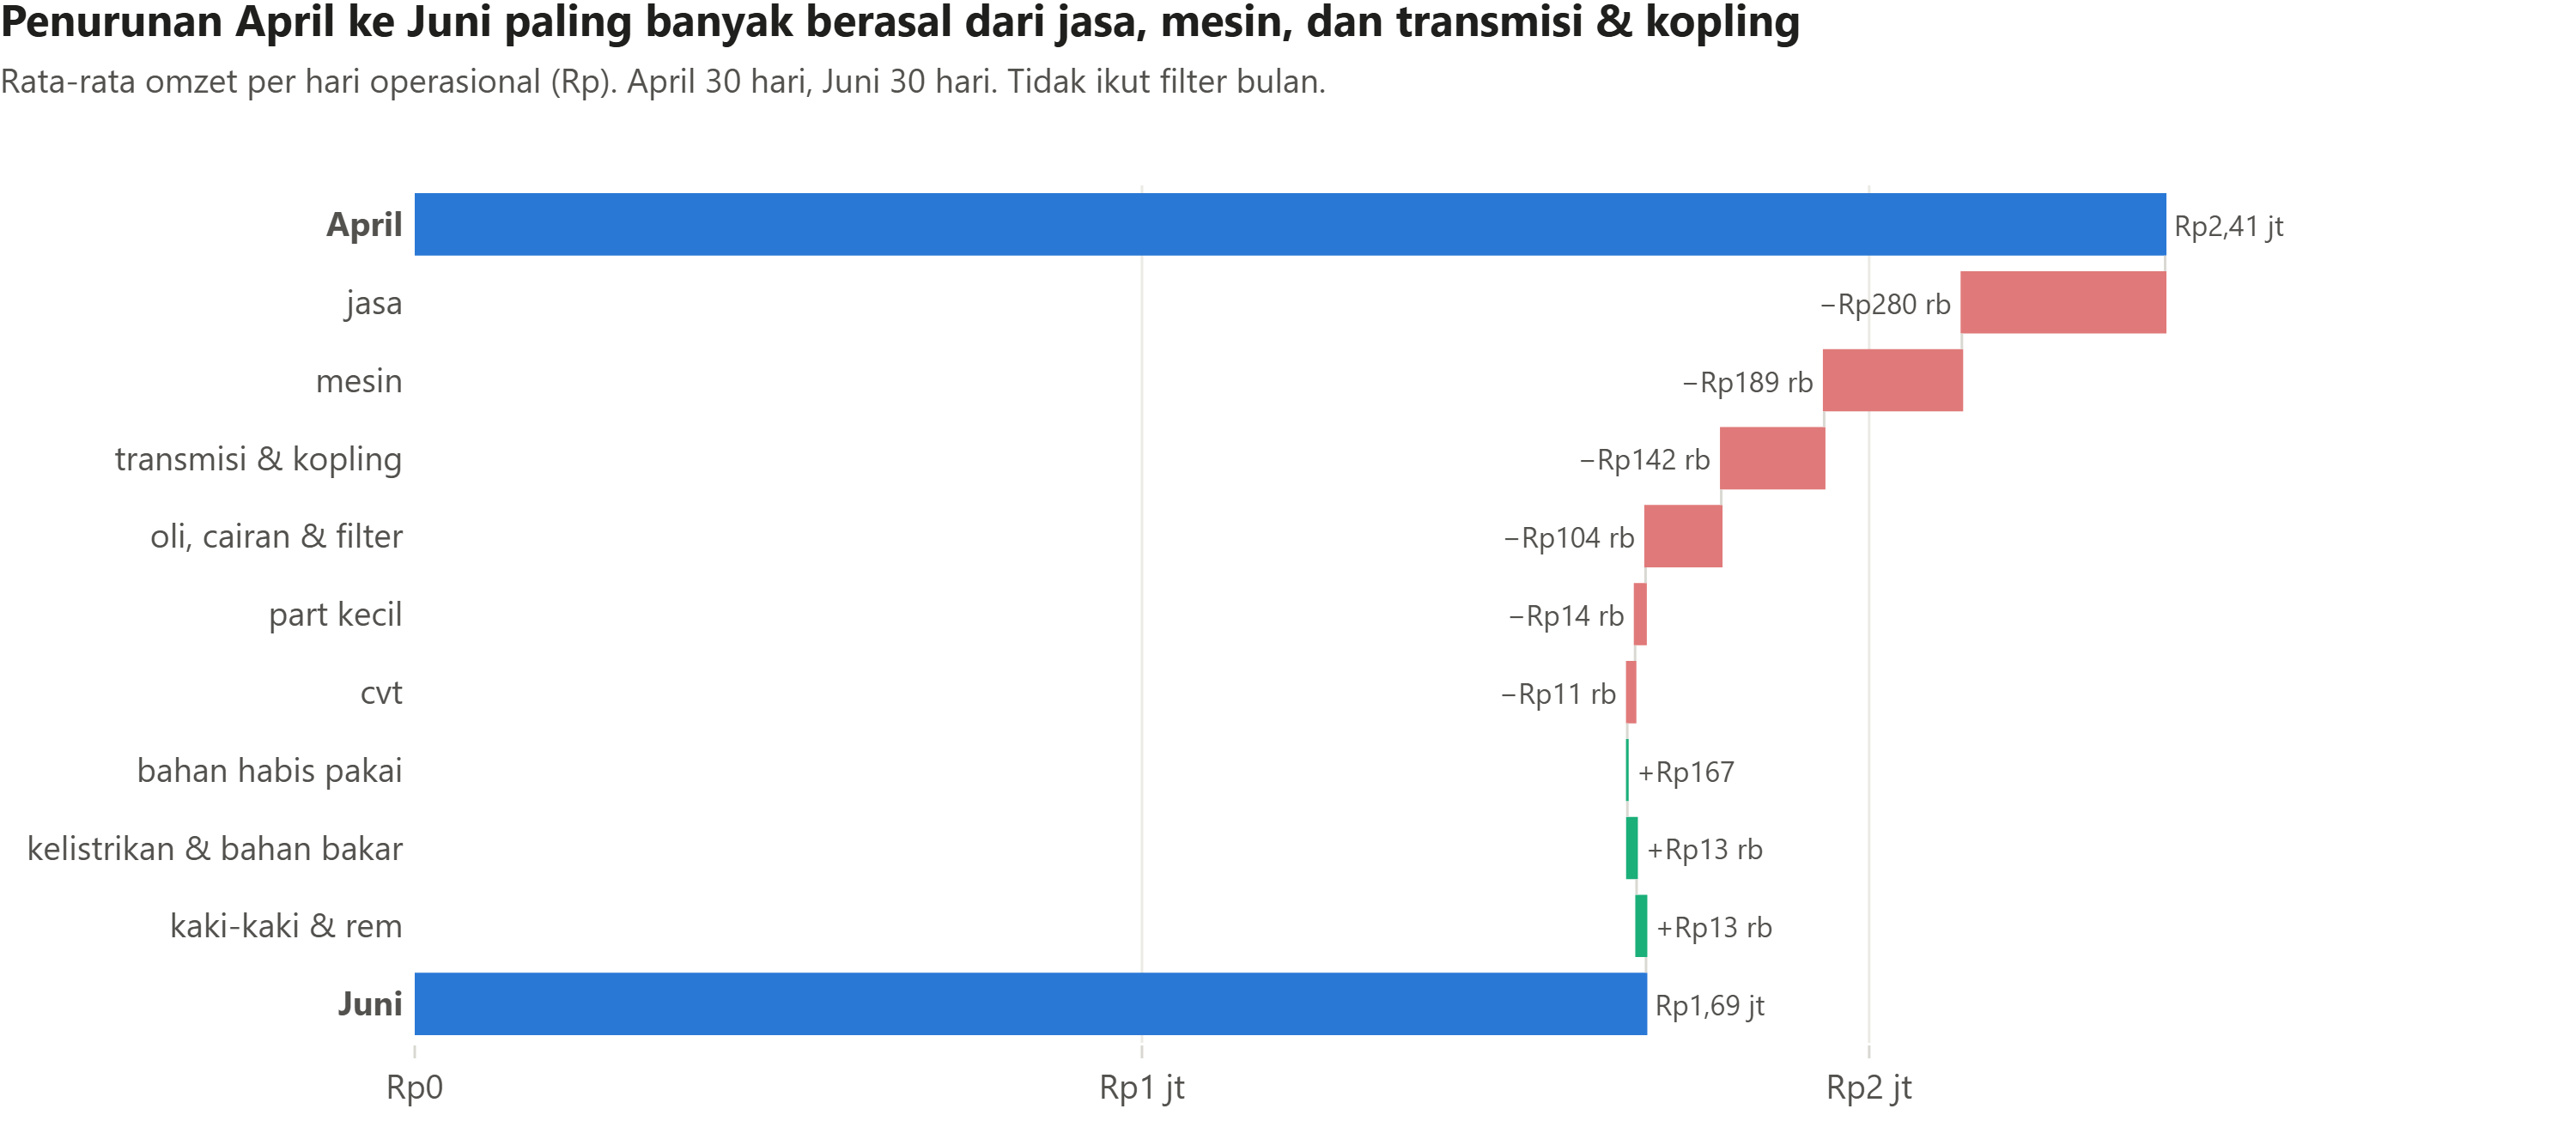 Penurunan April ke Juni paling banyak berasal dari jasa, mesin, dan transmisi & kopling
Rata-rata omzet per hari operasional (Rp). April 30 hari, Juni 30 hari. Tidak ikut filter bulan.
April Rp2,41 jt
jasa −Rp280 rb
mesin −Rp189 rb
transmisi & kopling −Rp142 rb
oli, cairan & filter −Rp104 rb
part kecil −Rp14 rb
cvt −Rp11 rb
bahan habis pakai +Rp167
kelistrikan & bahan bakar +Rp13 rb
kaki-kaki & rem +Rp13 rb
Juni Rp1,69 jt
Rp0 Rp1 jt Rp2 jt